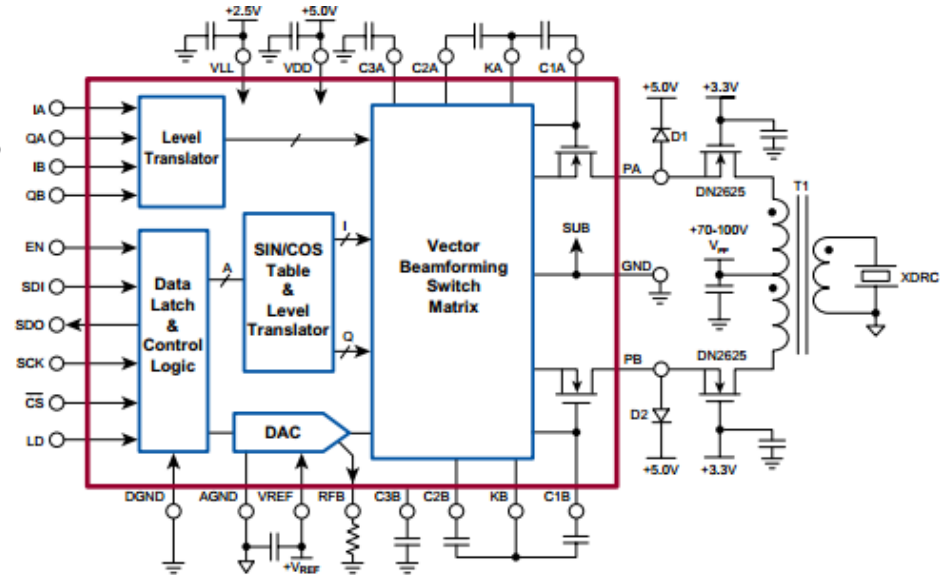 +2.5V
+5.0V
VLL
VDD
C3A
C2A
KA
C1A
IA
QA
IB
QB
Level
Translator
+5.0V
+3.3V
D1
PA
DN2625
T1
EN
SDI
SDO
SCK
CS
LD
Data
Latch
&
Control
Logic
A
SIN/COS
Table
&
Level
Translator
I
Q
Vector
Beamforming
Switch
Matrix
SUB
GND
+70-100V
VPP
XDRC
PB
DN2625
D2
+5.0V
+3.3V
DAC
DGND
AGND
VREF
RFB
C3B
C2B
KB
C1B
+VREF